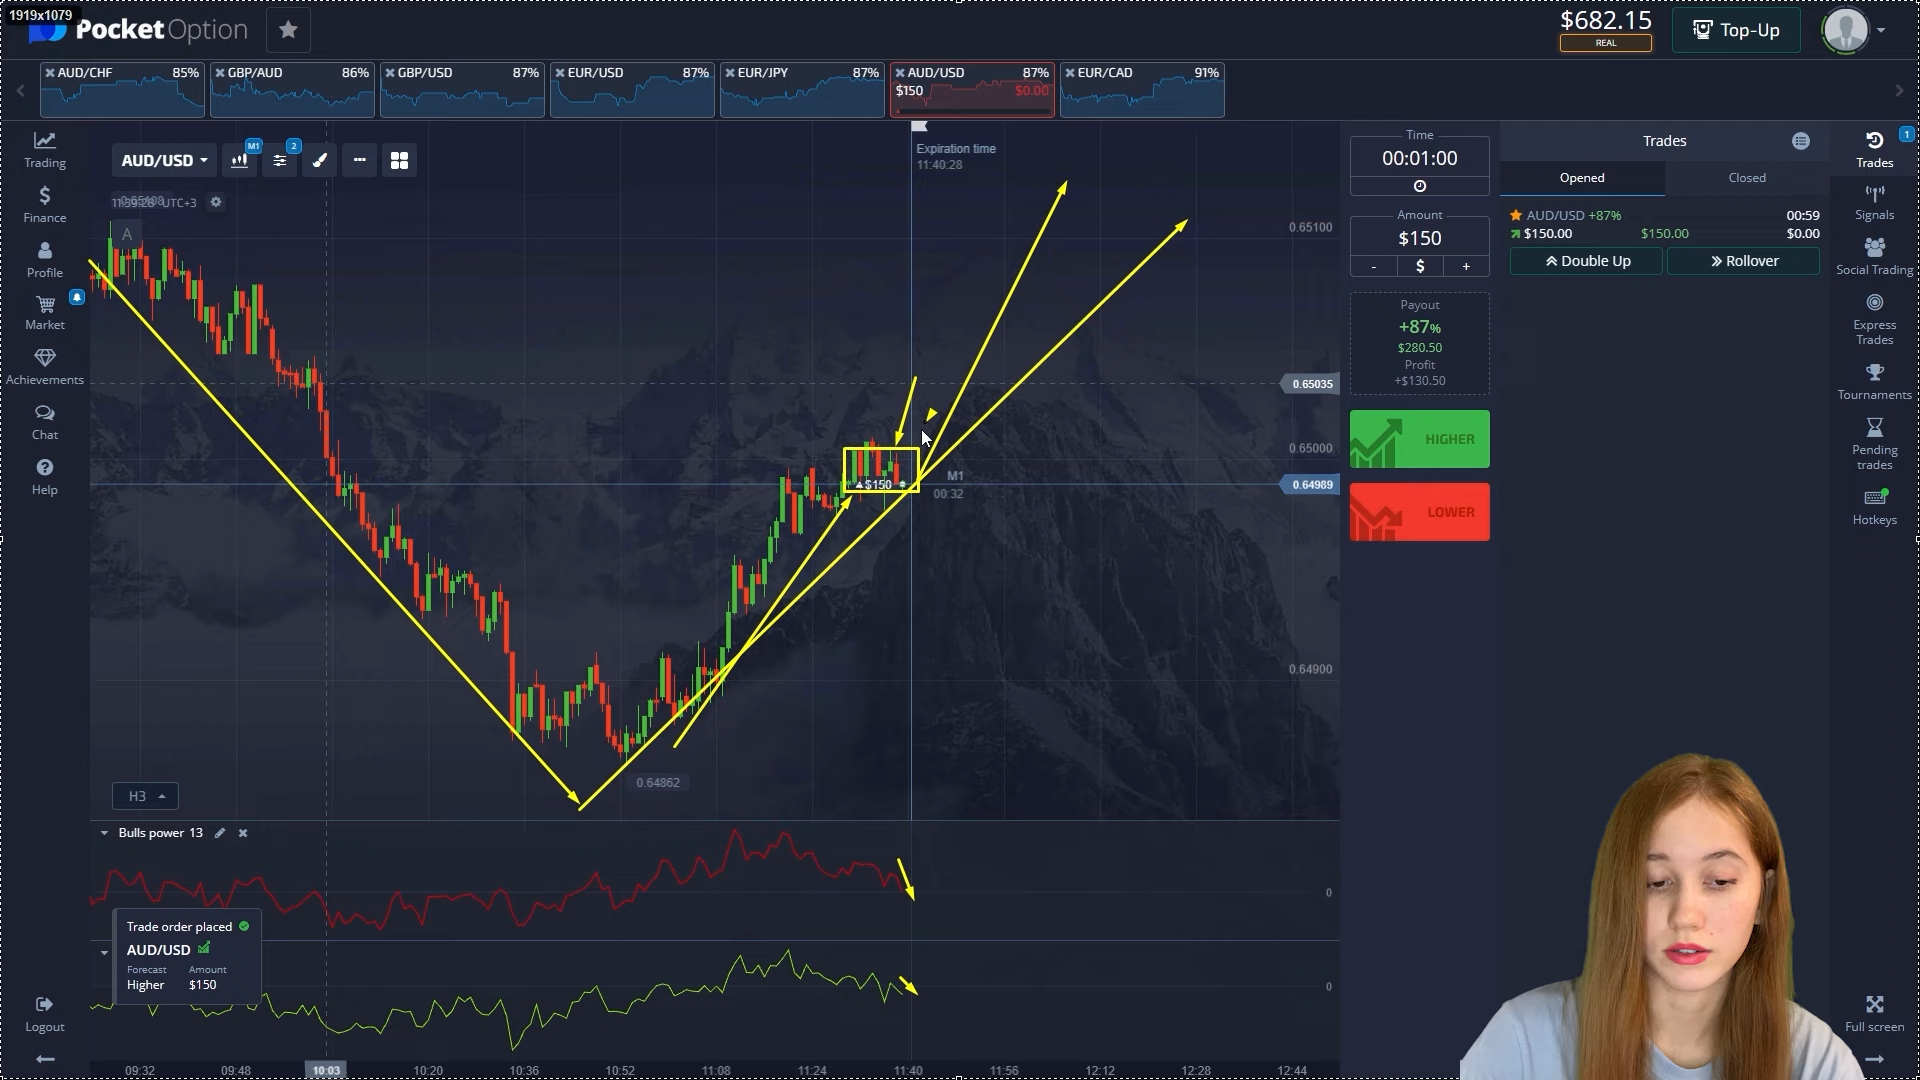 1919x1079
PocketOption
$682.15
REAL
Top-Up
AUD/CHF 85%
GBP/AUD 86%
GBP/USD 87%
EUR/USD 87%
EUR/JPY 87%
AUD/USD 87%
$150 $0.00
EUR/CAD 91%
Trading
Finance
Profile
Market
Achievements
Chat
Help
Logout
AUD/USD
M1
2
UTC+3
A
Expiration time
11:40:28
0.65100
0.65035
0.65000
0.64989
0.64900
$150
M1
00:32
0.64862
H3
Bulls power 13
0
0
Trade order placed
AUD/USD
Forecast Amount
Higher $150
09:32 09:48 10:03 10:20 10:36 10:52 11:08 11:24 11:40 11:56 12:12 12:28 12:44
Time
00:01:00
Amount
$150
- $ +
Payout
+87%
$280.50
Profit
+$130.50
HIGHER
LOWER
Trades
Opened Closed
AUD/USD +87% 00:59
$150.00 $150.00 $0.00
Double Up Rollover
1
Trades
Signals
Social Trading
Express
Trades
Tournaments
Pending
trades
Hotkeys
Full screen